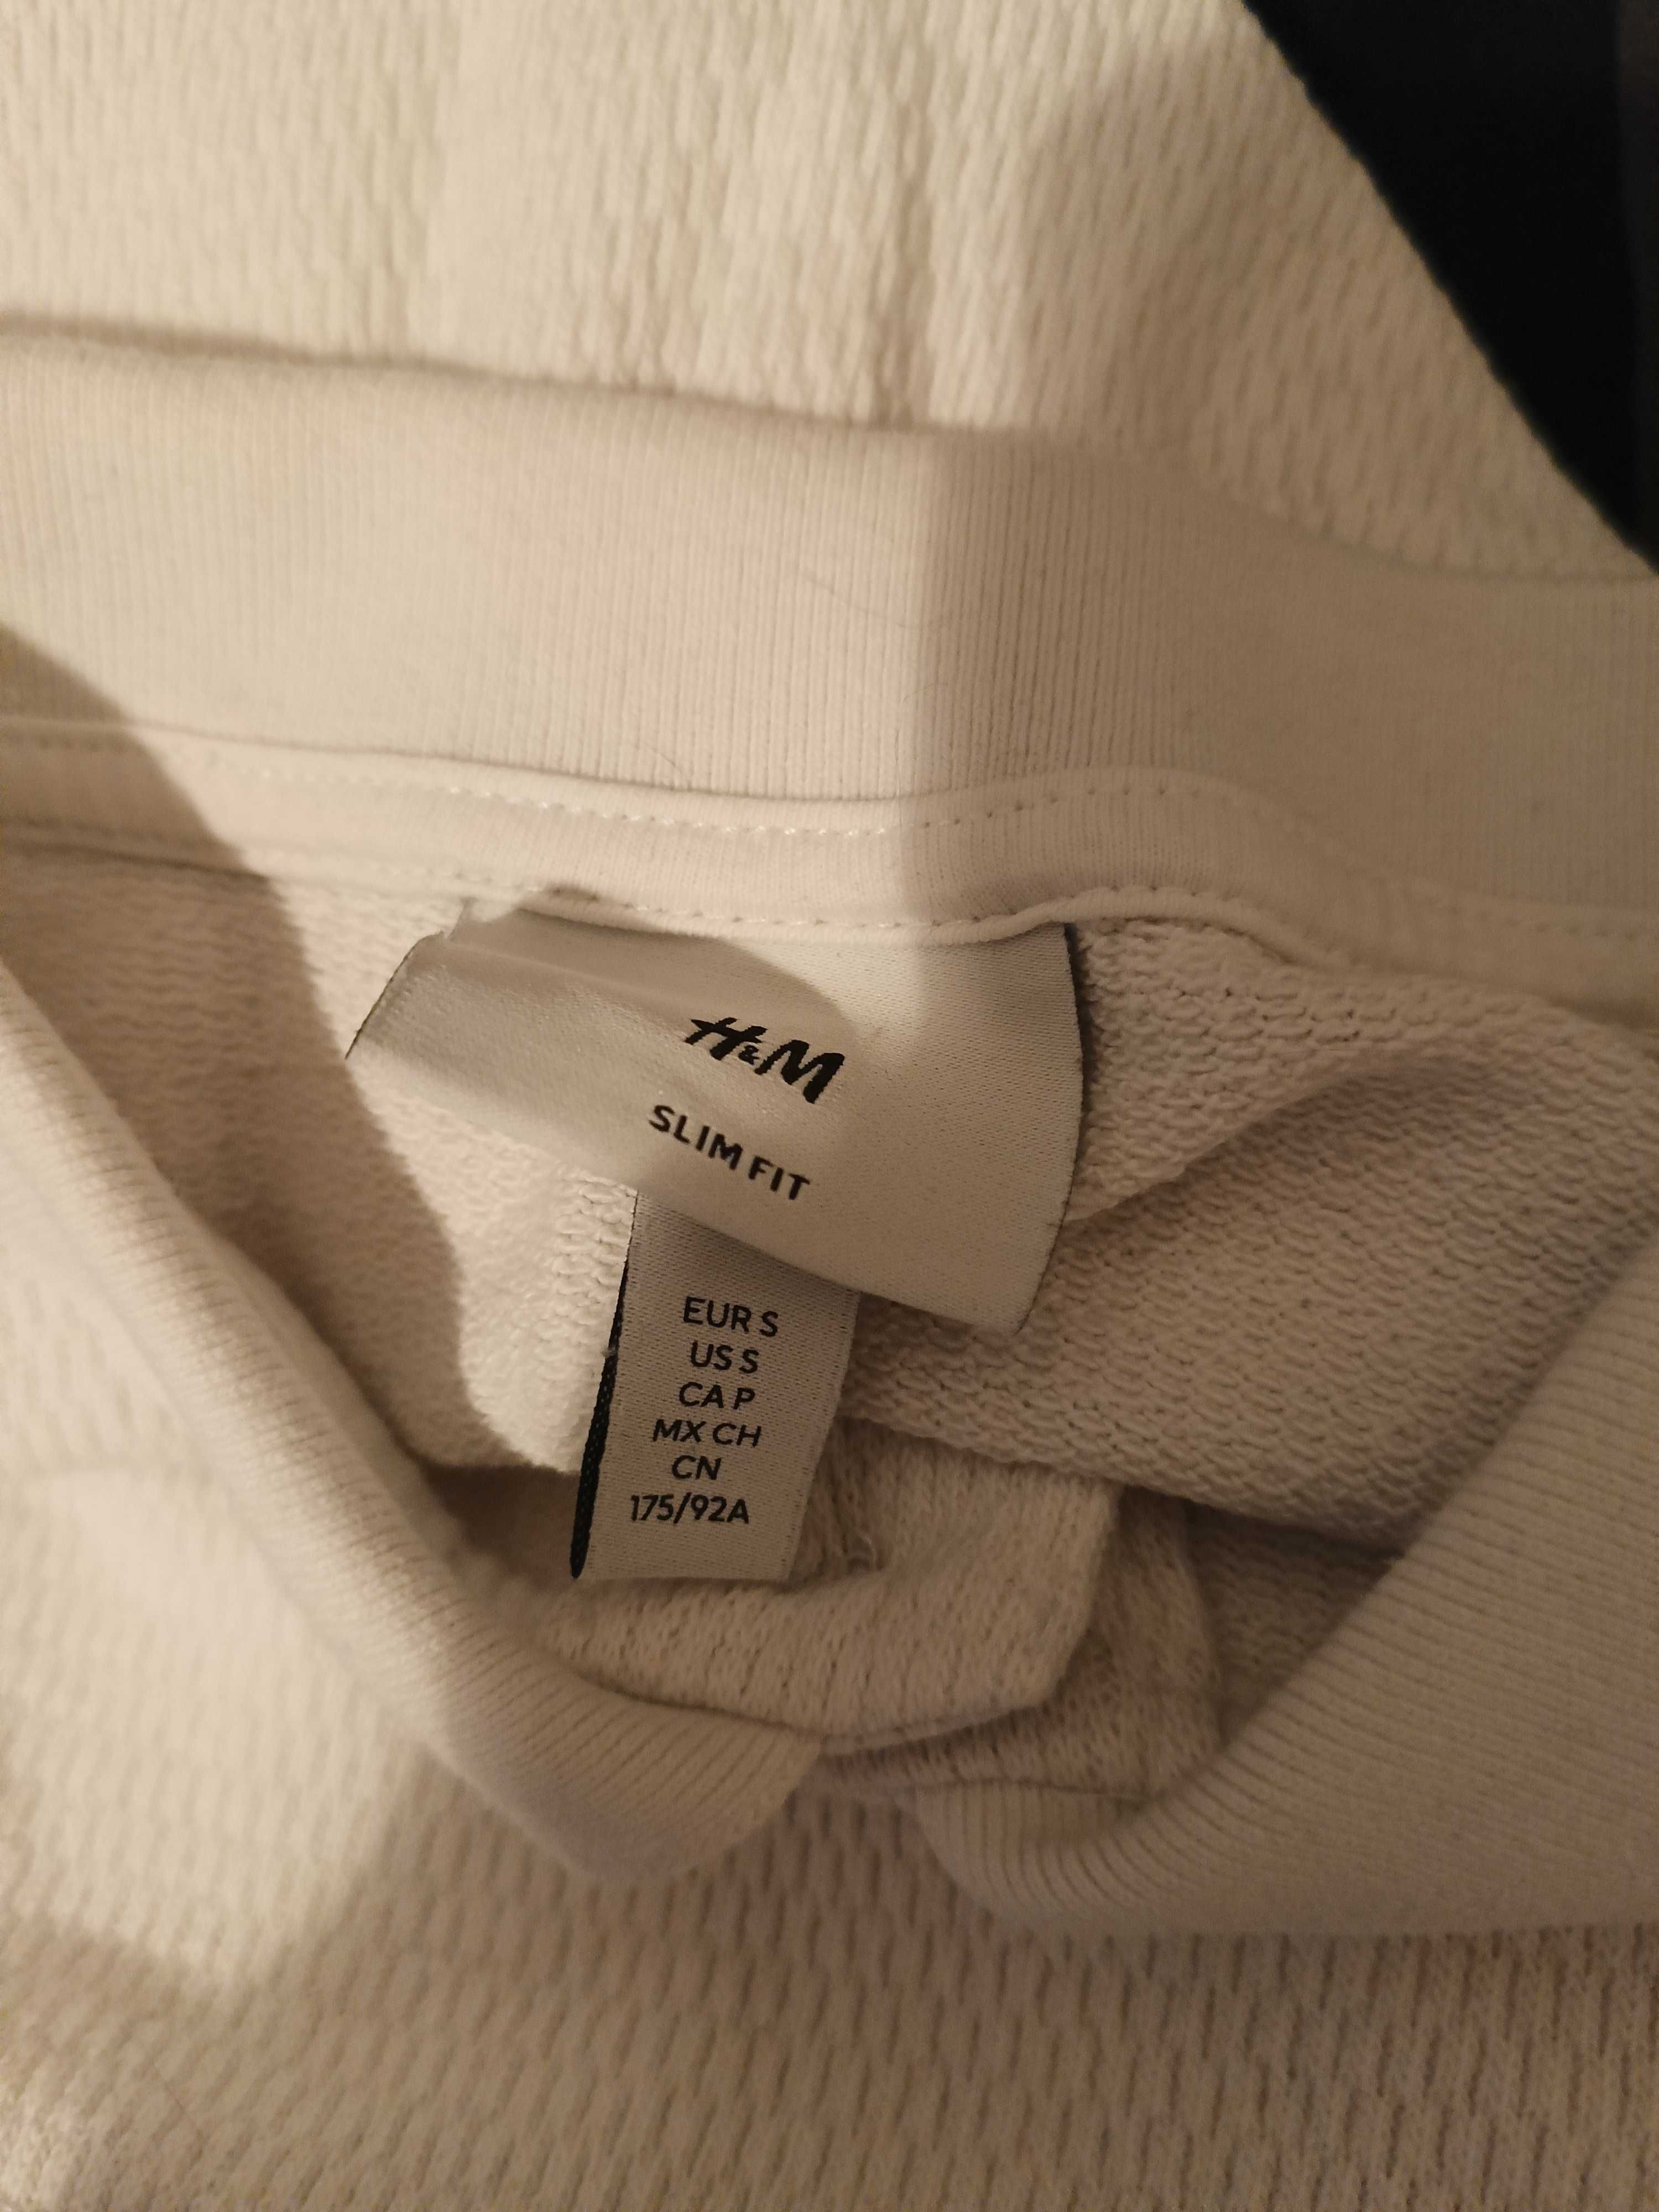 H&M
SLIM FIT
EUR S
US S
CA P
MX CH
CN
175/92A